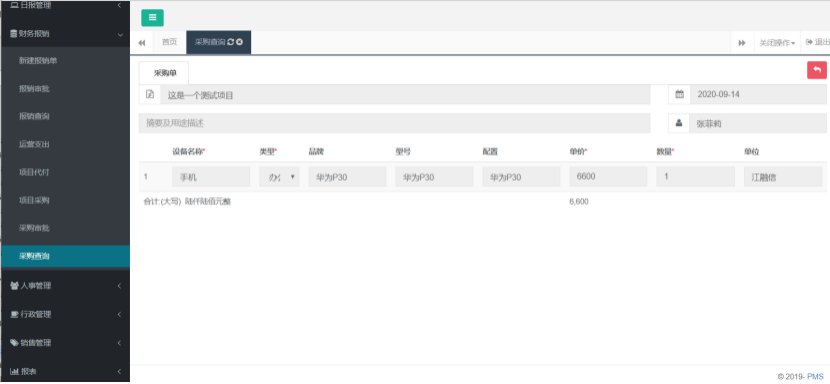 日报管理
财务报销
新建报销单
报销审批
报销查询
运营支出
项目代付
项目采购
采购审批
采购查询
人事管理
行政管理
销售管理
报表
首页 采购查询 关闭操作 退出
采购单
这是一个测试项目 2020-09-14
摘要及用途描述 张菲莉
设备名称* 类型* 品牌 型号 配置 单价* 数量* 单位
1 手机 办公 华为P30 华为P30 华为P30 6600 1 江融信
合计:(大写) 陆仟陆佰元整 6,600
© 2019- PMS